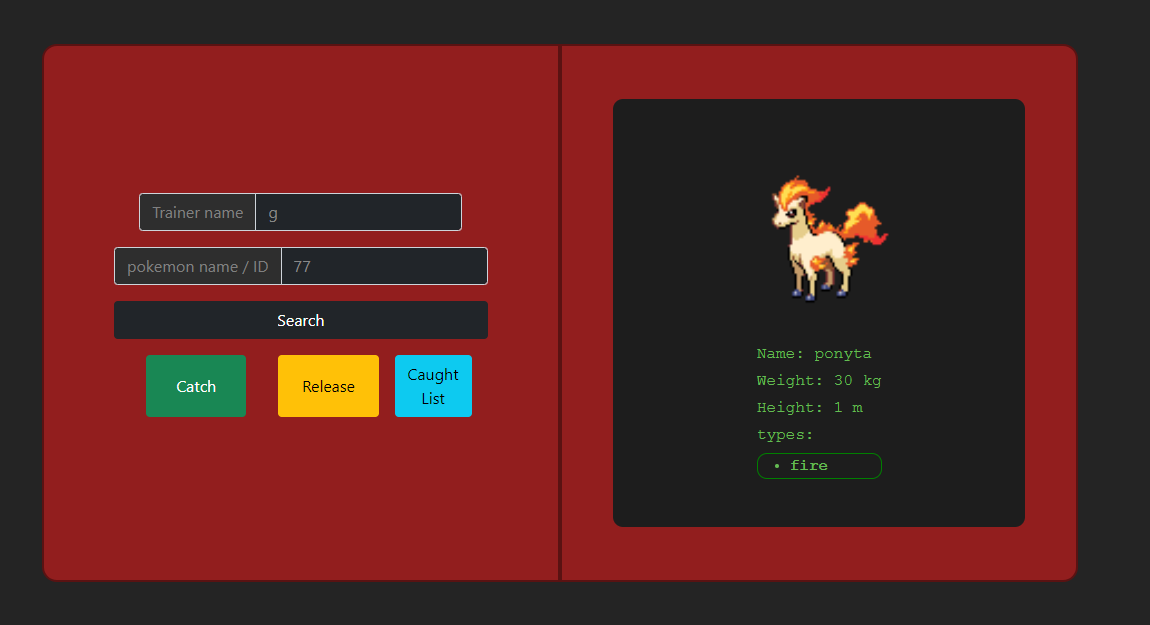 Trainer name g
pokemon name / ID 77
Search
Catch
Release
Caught
List
Name: ponyta
Weight: 30 kg
Height: 1 m
types:
• fire